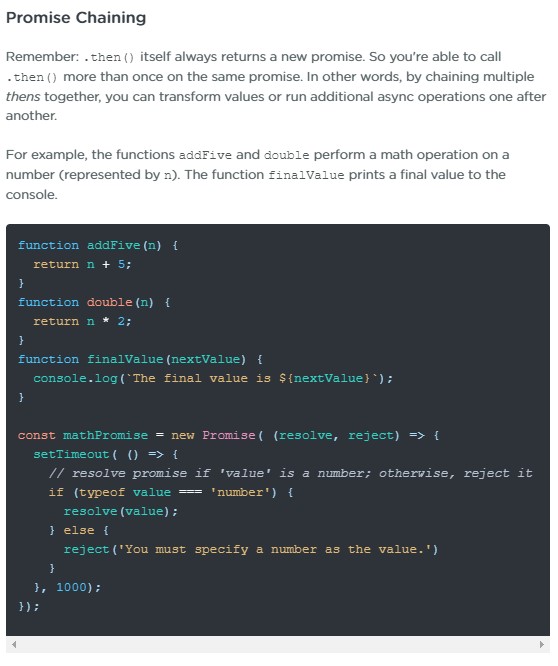 Promise Chaining
Remember: .then() itself always returns a new promise. So you're able to call
.then() more than once on the same promise. In other words, by chaining multiple
thens together, you can transform values or run additional async operations one after
another.
For example, the functions addFive and double perform a math operation on a
number (represented by n). The function finalValue prints a final value to the
console.
function addFive(n) {
  return n + 5;
}
function double(n) {
  return n * 2;
}
function finalValue(nextValue) {
  console.log(`The final value is ${nextValue}`);
}
const mathPromise = new Promise( (resolve, reject) => {
  setTimeout( () => {
    // resolve promise if 'value' is a number; otherwise, reject it
    if (typeof value === 'number') {
      resolve(value);
    } else {
      reject('You must specify a number as the value.')
    }
  }, 1000);
});